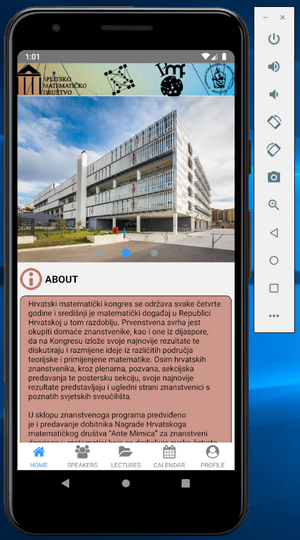 1:01
SPLITSKO
MATEMATIČKO
DRUŠTVO
ABOUT
Hrvatski matematički kongres se održava svake četvrte
godine i središnji je matematički događaj u Republici
Hrvatskoj u tom razdoblju. Prvenstvena svrha jest
okupiti domaće znanstvenike, kao i one iz dijaspore,
da na Kongresu izlože svoje najnovije rezultate te
diskutiraju i razmijene ideje iz različitih područja
teorijske i primijenjene matematike. Osim hrvatskih
znanstvenika, kroz plenarna, pozvana, sekcijska
predavanja te postersku sekciju, svoje najnovije
rezultate predstavljaju i ugledni strani znanstvenici s
poznatih svjetskih sveučilišta.
U sklopu znanstvenoga programa predviđeno
je i predavanje dobitnika Nagrade Hrvatskoga
matematičkog društva "Ante Mimica" za znanstveni
HOME
SPEAKERS
LECTURES
CALENDAR
PROFILE